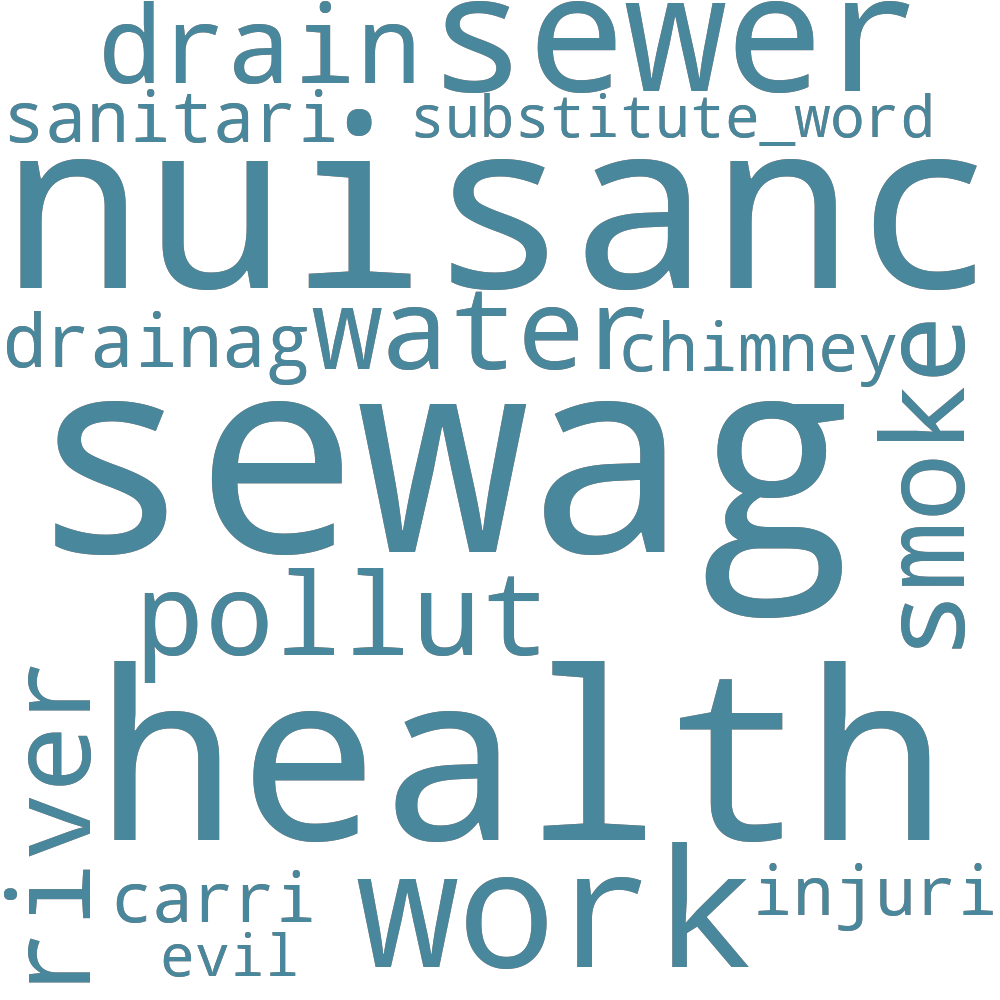 drain sewer
sanitari substitute_word
nuisanc
drainag water chimney
smoke
sewag
pollut
health
river
work
carri
injuri
evil